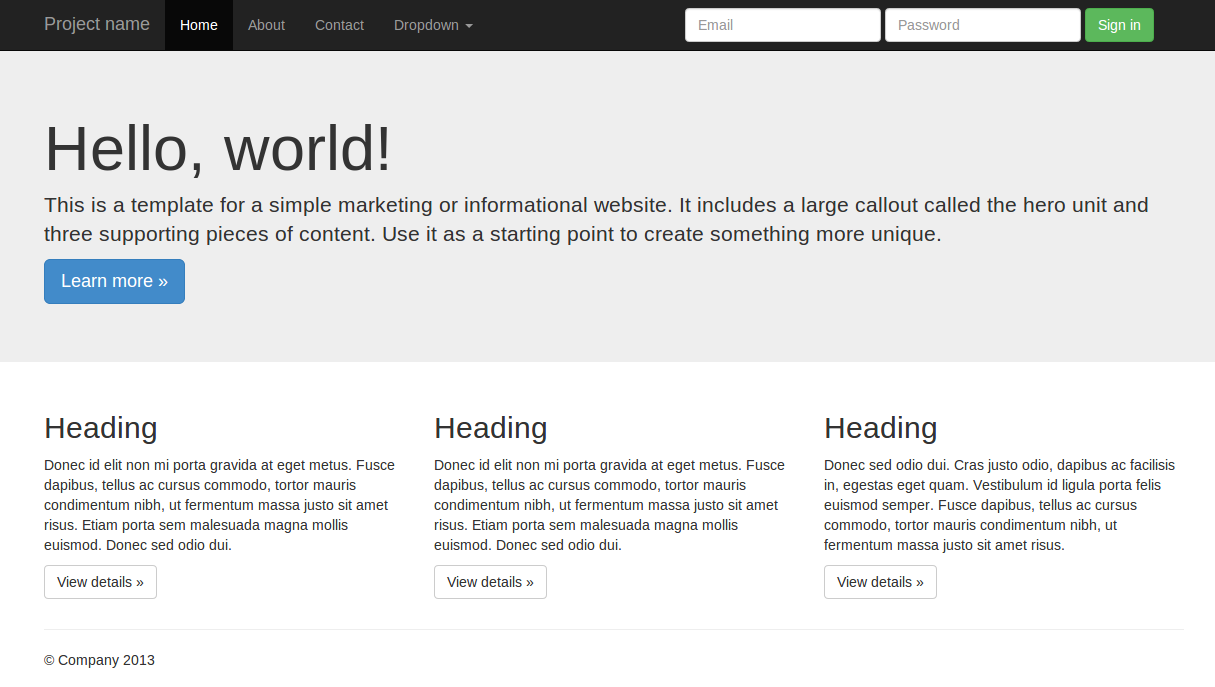 Project name Home About Contact Dropdown Email Password Sign in
Hello, world!
This is a template for a simple marketing or informational website. It includes a large callout called the hero unit and
three supporting pieces of content. Use it as a starting point to create something more unique.
Learn more »
Heading
Donec id elit non mi porta gravida at eget metus. Fusce
dapibus, tellus ac cursus commodo, tortor mauris
condimentum nibh, ut fermentum massa justo sit amet
risus. Etiam porta sem malesuada magna mollis
euismod. Donec sed odio dui.
View details »
Heading
Donec id elit non mi porta gravida at eget metus. Fusce
dapibus, tellus ac cursus commodo, tortor mauris
condimentum nibh, ut fermentum massa justo sit amet
risus. Etiam porta sem malesuada magna mollis
euismod. Donec sed odio dui.
View details »
Heading
Donec sed odio dui. Cras justo odio, dapibus ac facilisis
in, egestas eget quam. Vestibulum id ligula porta felis
euismod semper. Fusce dapibus, tellus ac cursus
commodo, tortor mauris condimentum nibh, ut
fermentum massa justo sit amet risus.
View details »
© Company 2013